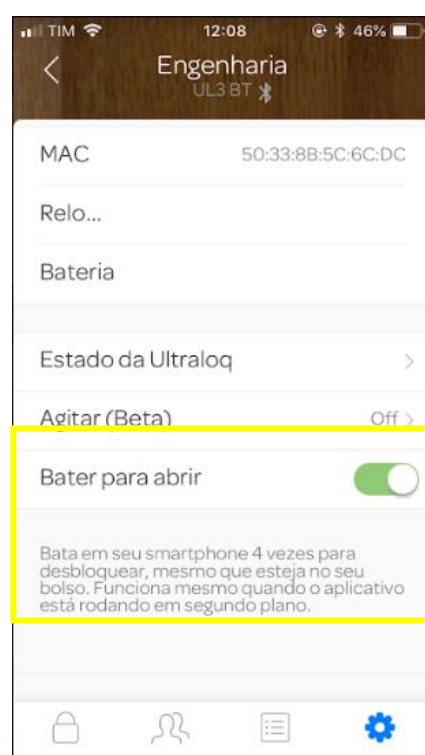 TIM 12:08 46%
Engenharia
UL3 BT
MAC 50:33:8B:5C:6C:DC
Relo...
Bateria
Estado da Ultraloq
Agitar (Beta) Off
Bater para abrir
Bata em seu smartphone 4 vezes para
desbloquear, mesmo que esteja no seu
bolso. Funciona mesmo quando o aplicativo
está rodando em segundo plano.